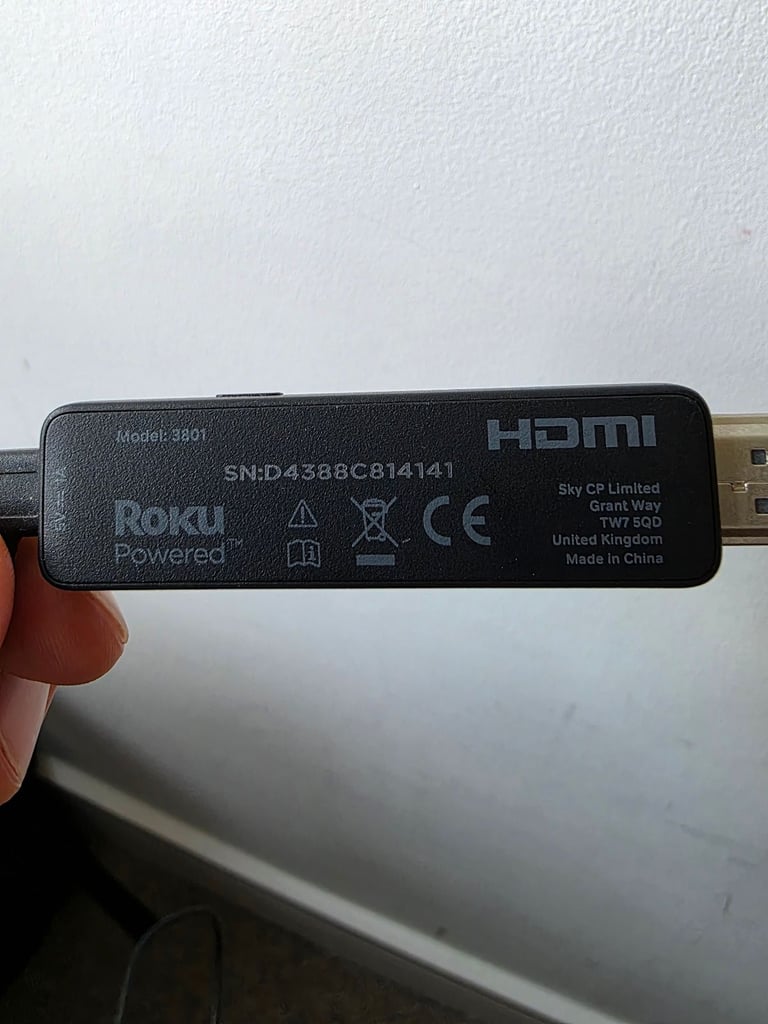 Model: 3801
HDMI
SN:D4388C814141
Roku
Powered™
CE
Sky CP Limited
Grant Way
TW7 5QD
United Kingdom
Made in China